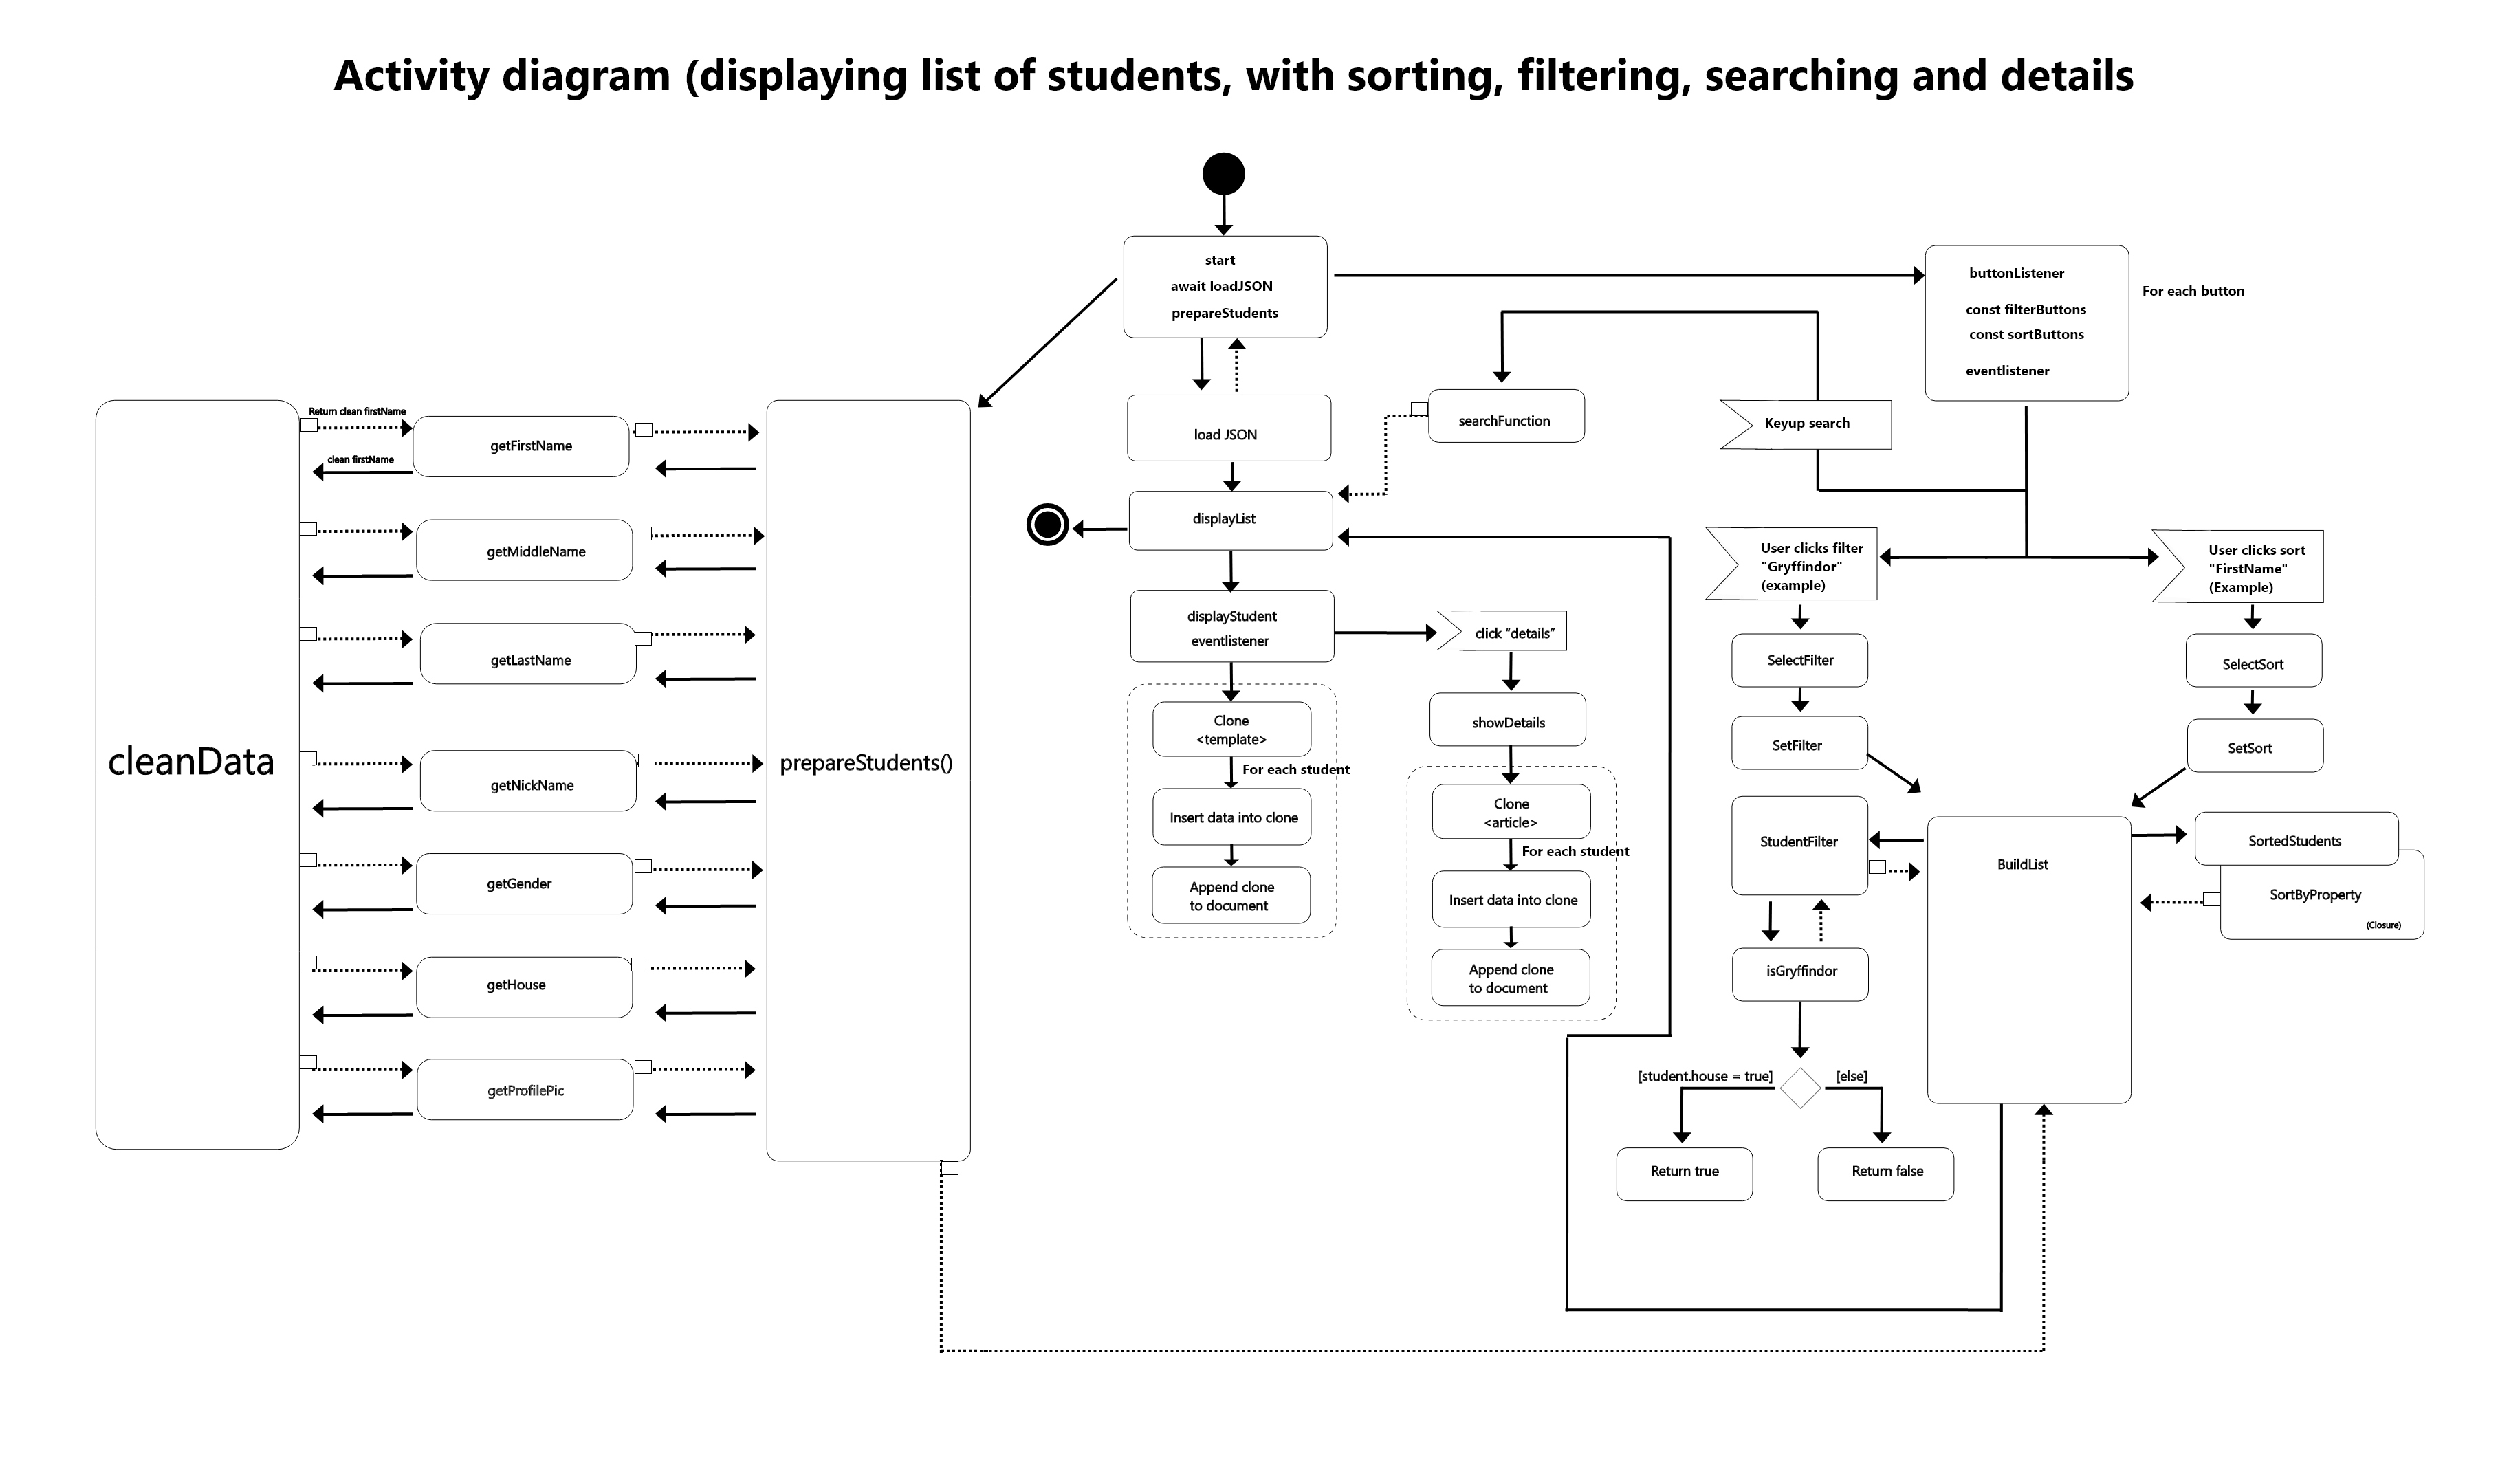 Activity diagram (displaying list of students, with sorting, filtering, searching and details
start
await loadJSON
prepareStudents
buttonListener
const filterButtons
const sortButtons
eventlistener
For each button
load JSON
searchFunction
Keyup search
displayList
User clicks filter
"Gryffindor"
(example)
User clicks sort
"FirstName"
(Example)
displayStudent
eventlistener
click “details”
SelectFilter
SelectSort
showDetails
SetFilter
SetSort
Clone
<template>
For each student
Insert data into clone
Append clone
to document
Clone
<article>
For each student
Insert data into clone
Append clone
to document
StudentFilter
BuildList
SortedStudents
SortByProperty
(Closure)
isGryffindor
[student.house = true]
[else]
Return true
Return false
cleanData
Return clean firstName
clean firstName
getFirstName
getMiddleName
getLastName
getNickName
getGender
getHouse
getProfilePic
prepareStudents()